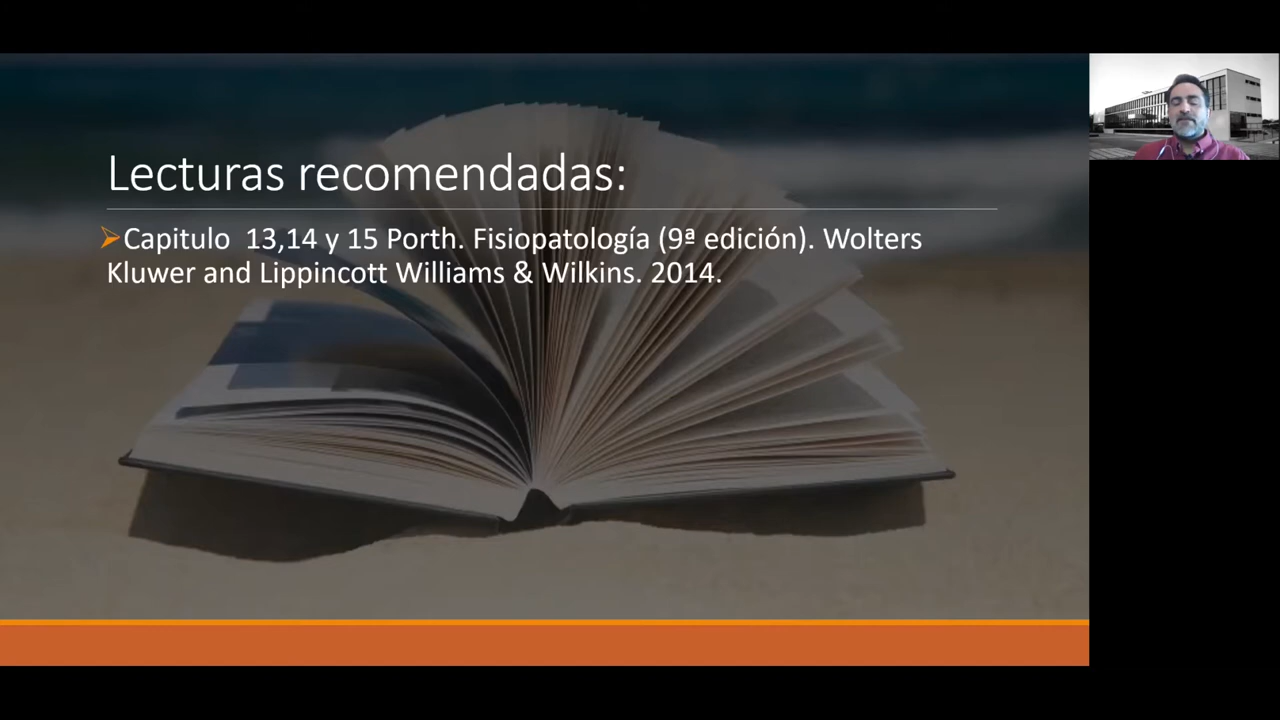 Lecturas recomendadas:
➢Capitulo  13,14 y 15 Porth. Fisiopatología (9ª edición). Wolters
Kluwer and Lippincott Williams & Wilkins. 2014.